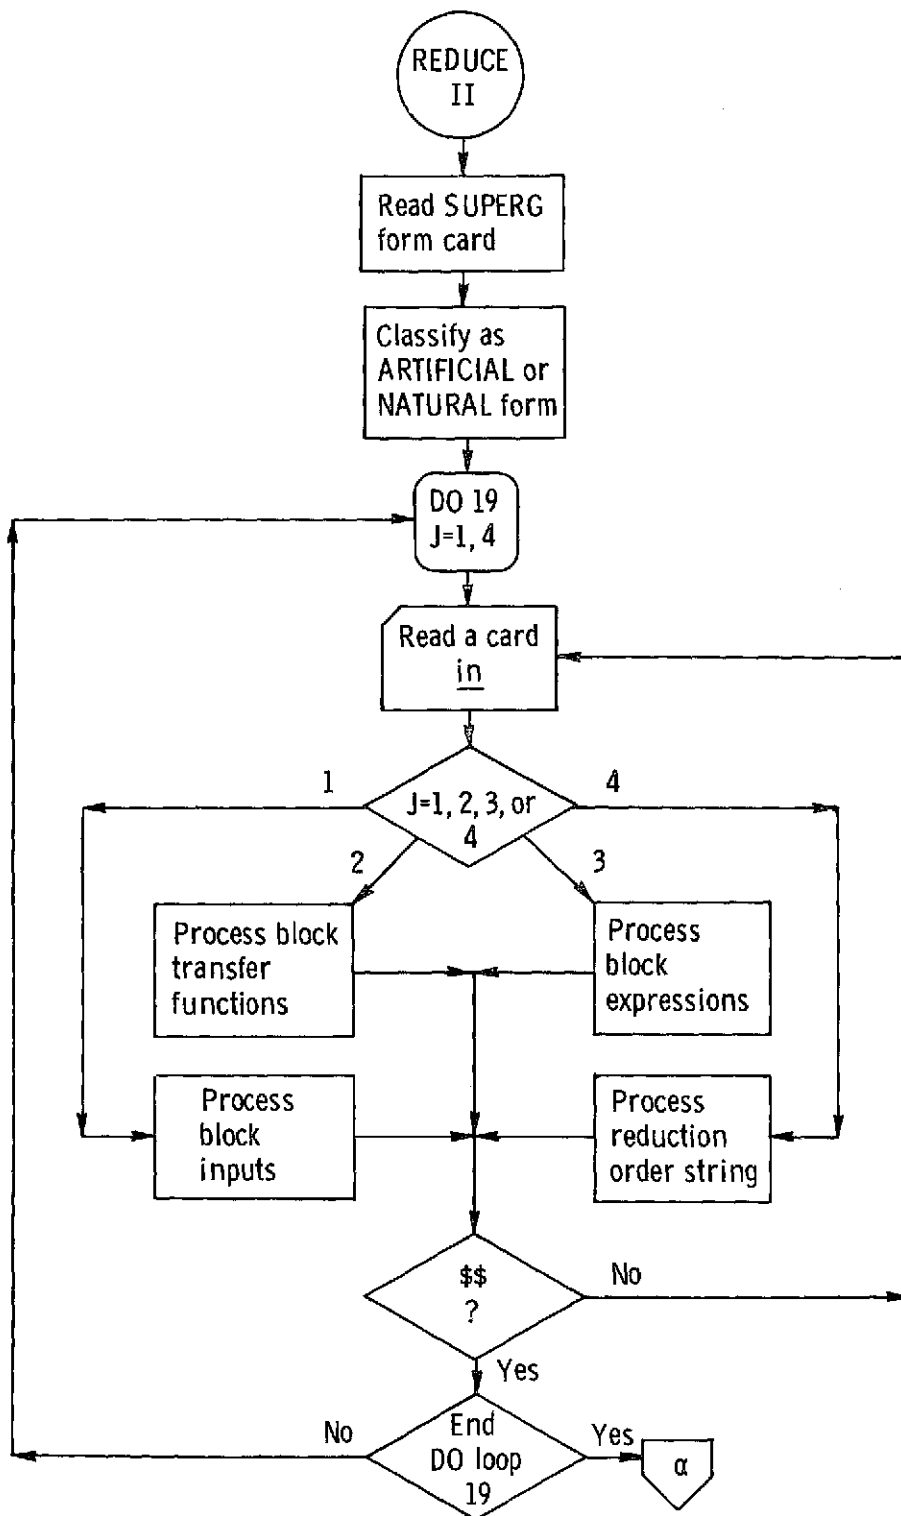 REDUCE
II
Read SUPERG
form card
Classify as
ARTIFICIAL or
NATURAL form
DO 19
J=1, 4
Read a card
in
1
4
J=1, 2, 3, or
4
2
3
Process block
transfer
functions
Process
block
expressions
Process
block
inputs
Process
reduction
order string
$$
?
No
Yes
No
End
DO loop
19
Yes
α